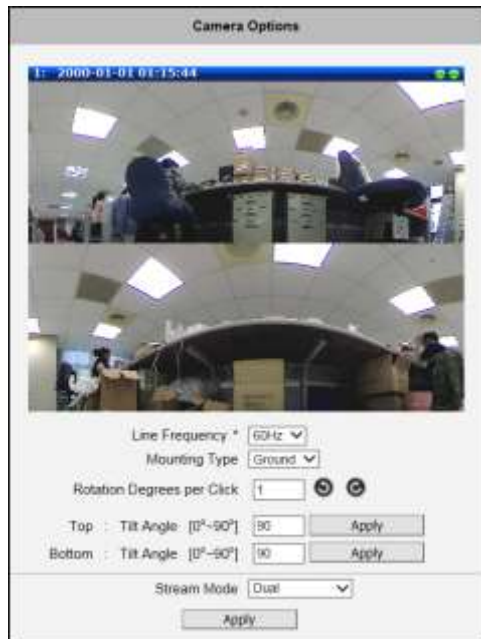 Camera Options
1: 2000-01-01 01:15:44
Line Frequency * 60Hz
Mounting Type Ground
Rotation Degrees per Click 1
Top : Tilt Angle [0°~90°] 90 Apply
Bottom : Tilt Angle [0°~90°] 90 Apply
Stream Mode Dual
Apply